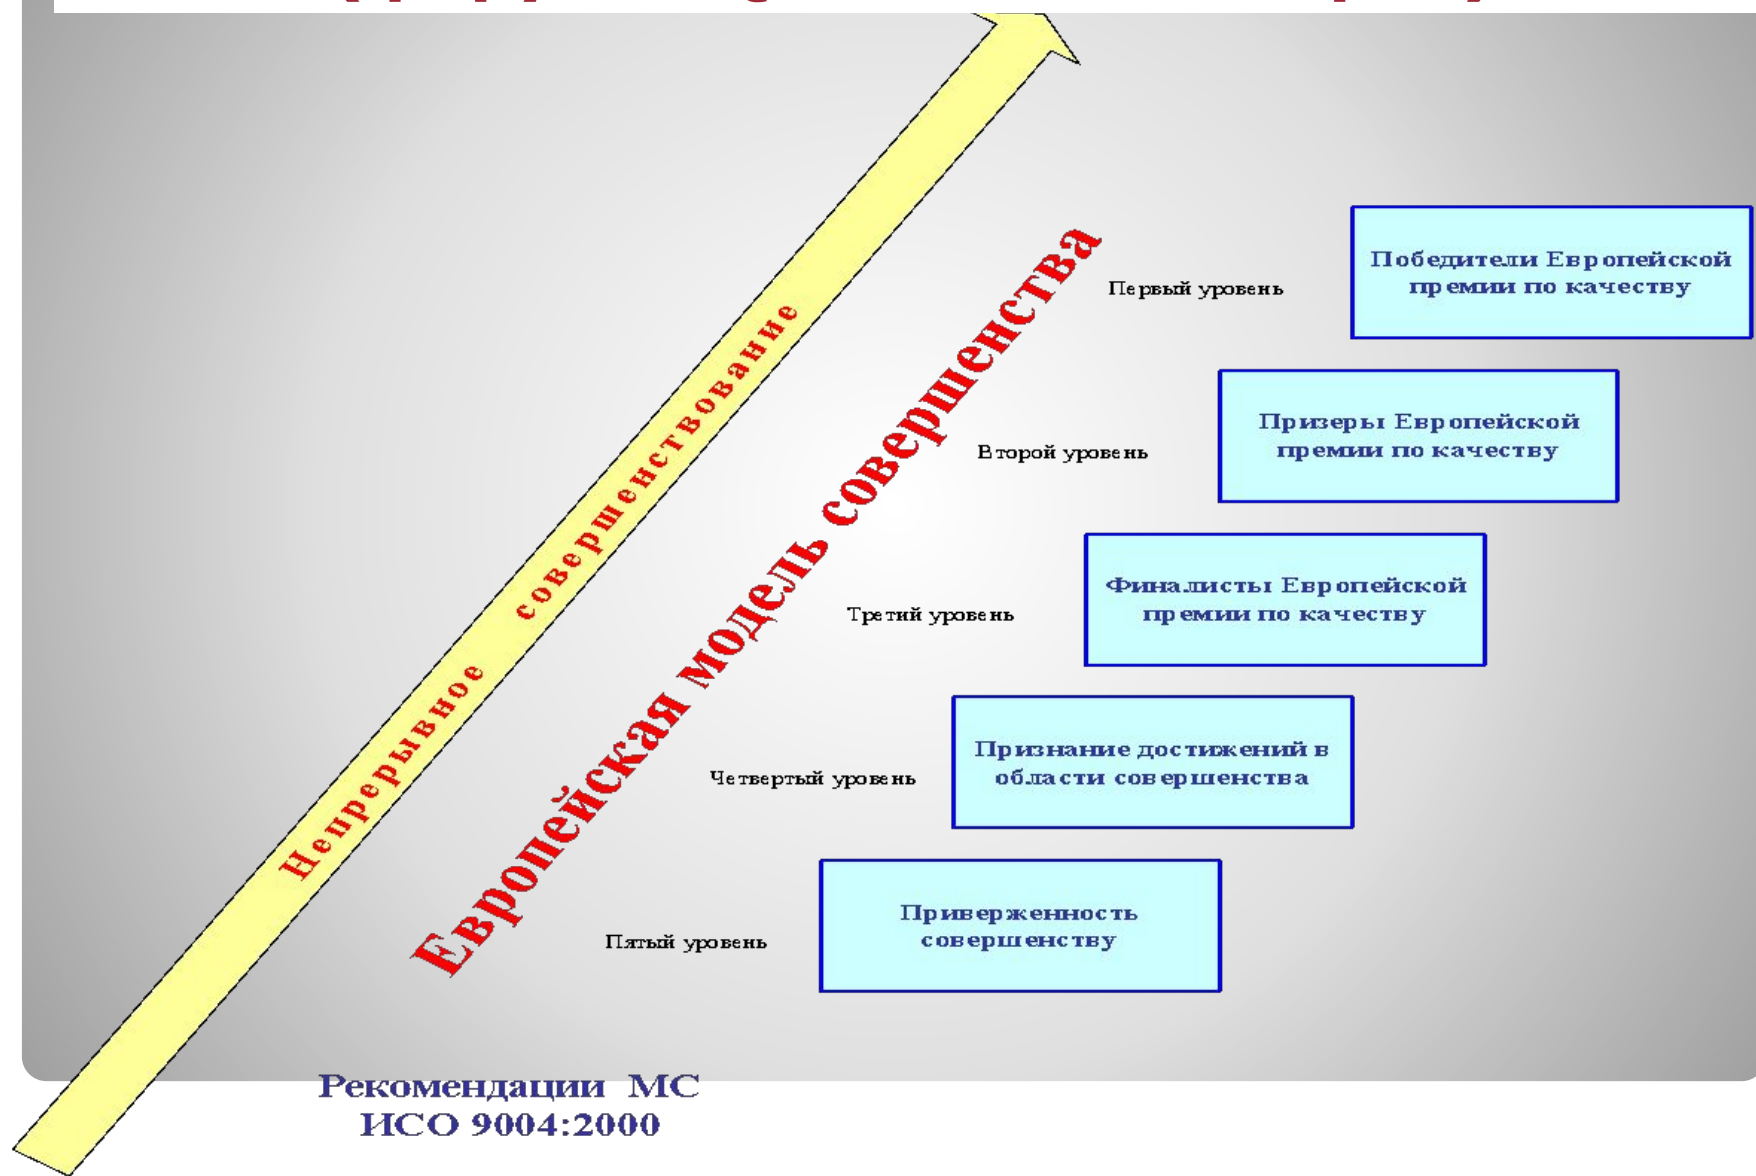 Непрерывное совершенствование
Европейская модель совершенства
Первый уровень
Победители Европейской
премии по качеству
Второй уровень
Призеры Европейской
премии по качеству
Третий уровень
Финалисты Европейской
премии по качеству
Четвертый уровень
Признание достижений в
области совершенства
Пятый уровень
Приверженность
совершенству
Рекомендации МС
ИСО 9004:2000